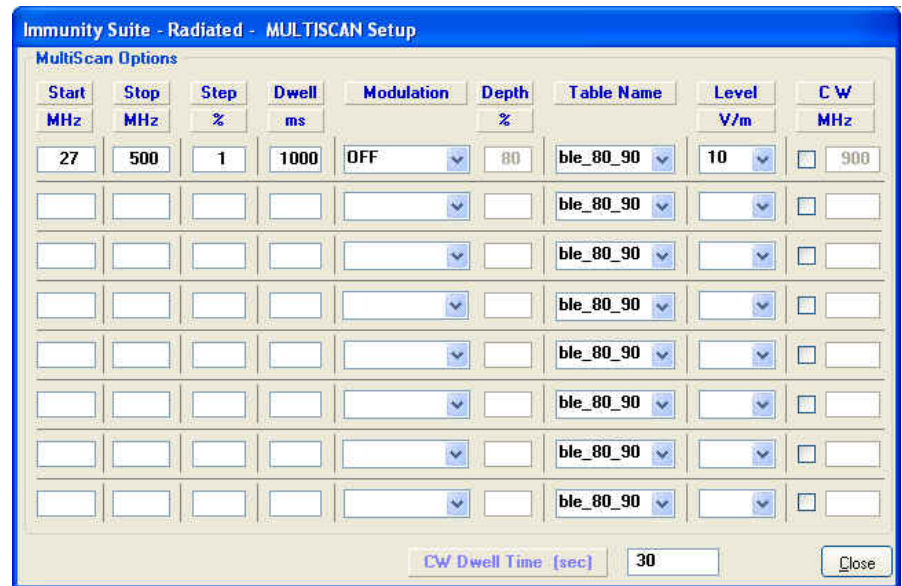 Immunity Suite - Radiated - MULTISCAN Setup
MultiScan Options
Start Stop Step Dwell Modulation Depth Table Name Level C W
MHz MHz % ms % V/m MHz
27 500 1 1000 OFF 80 ble_80_90 10 900
ble_80_90
ble_80_90
ble_80_90
ble_80_90
ble_80_90
ble_80_90
ble_80_90
CW Dwell Time (sec) 30 Close